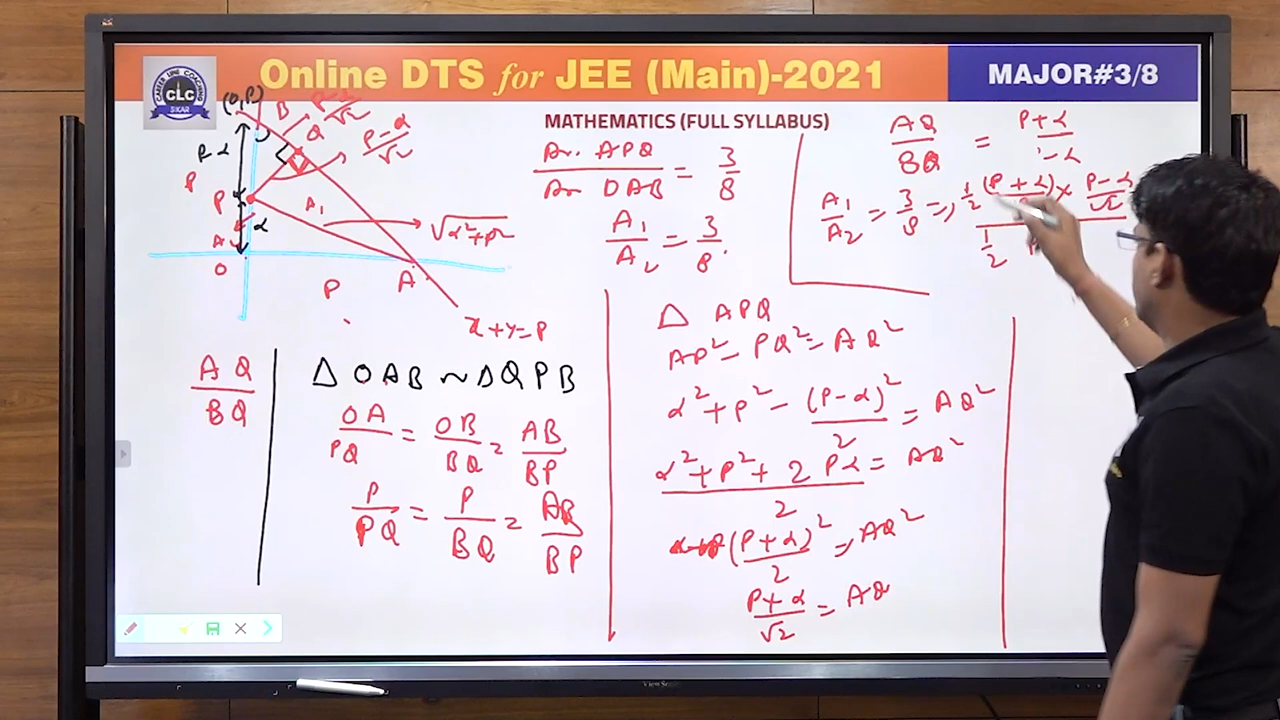 Online DTS for JEE (Main)-2021
MAJOR#3/8
CLC
SIKAR
MATHEMATICS (FULL SYLLABUS)
(0,P)
B
P-α/√2
Q
P-α/√2
P-α
P
P
α
A₁
√α²+p²
O
P
A
x+y=P
Ar. APQ / Ar OAB = 3/8
A₁/A₂ = 3/8
AQ/BQ = P+α/
A₁/A₂ = 3/8 =>
1/2 (P+α) × P-α/√2
1/2
AQ/BQ
Δ OAB ~ Δ QPB
OA/PQ = OB/BQ = AB/BP
P/PQ = P/BQ = AB/BP
Δ APQ
AP² - PQ² = AQ²
α² + p² - (P-α)²/2 = AQ²
α² + p² + 2Pα/2 = AQ²
(P+α)²/2 = AQ²
P+α/√2 = AQ
ViewSonic